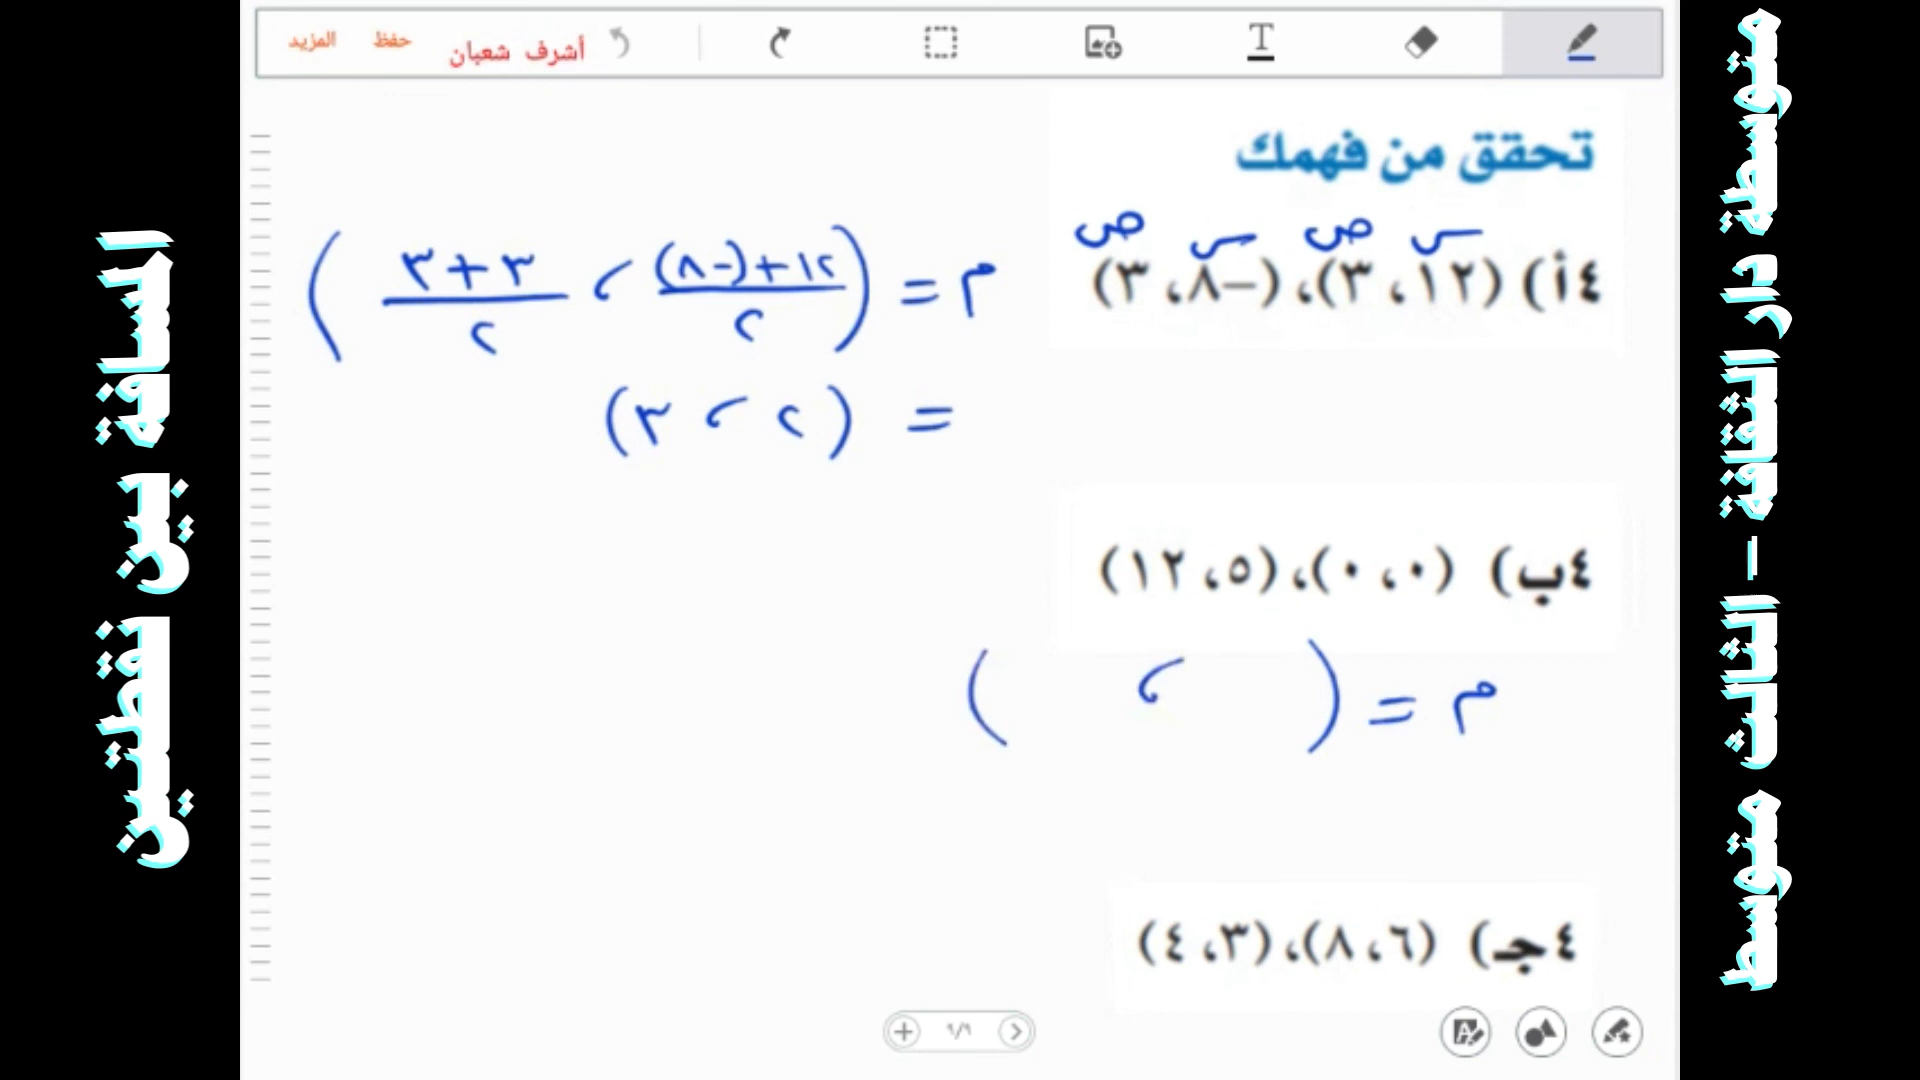 متوسطة دار الثقافة – الثالث متوسط
المسافة بين نقطتين
أشرف شعبان حفظ المزيد
T
تحقق من فهمك
س ص س ص
٤أ) (١٢، ٣)، (–٨، ٣)
م = ( ١٢+(-٨) / ٢ ، ٣+٣ / ٢ )
= (٢ ، ٣)
٤ب) (٠، ٠)، (٥، ١٢)
م = ( ، )
٤جـ) (٦، ٨)، (٣، ٤)
٩/٩
A